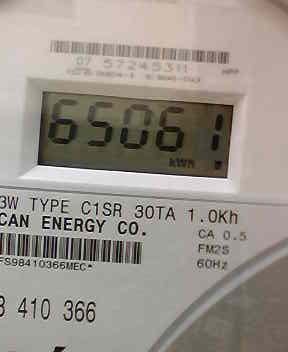 07 57245311
65061
kWh
3W TYPE C1SR 30TA 1.0Kh
CAN ENERGY CO.
CA 0.5
FM2S
60Hz
FS98410366MEC*
3 410 366